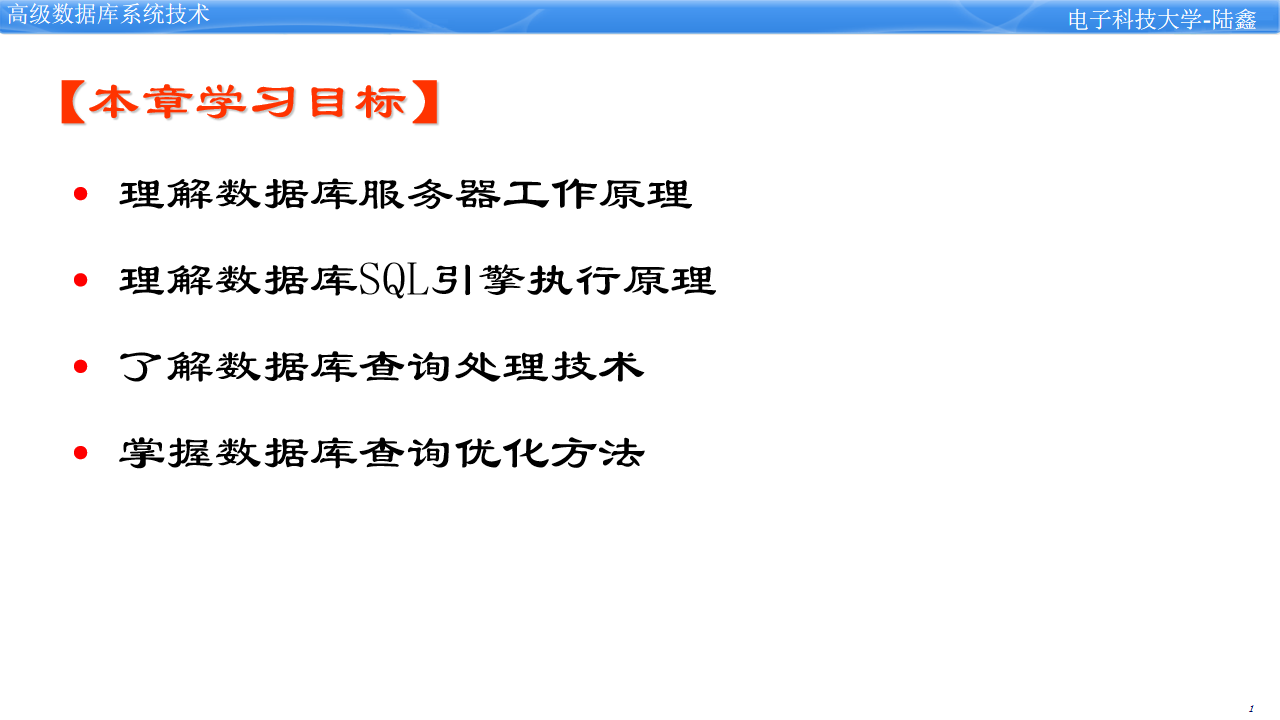 高级数据库系统技术
电子科技大学-陆鑫
【本章学习目标】
• 理解数据库服务器工作原理
• 理解数据库SQL引擎执行原理
• 了解数据库查询处理技术
• 掌握数据库查询优化方法
1